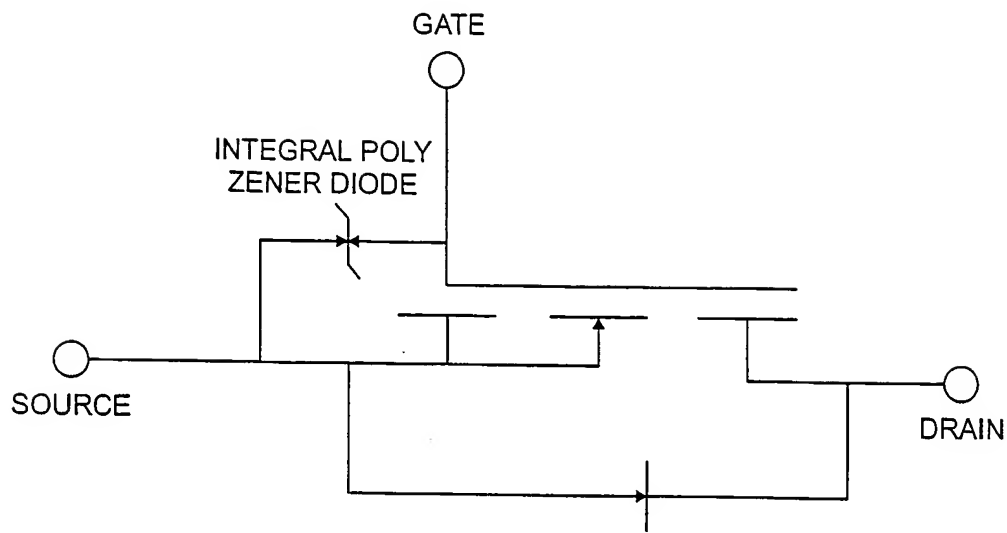 GATE
INTEGRAL POLY
ZENER DIODE
SOURCE
DRAIN